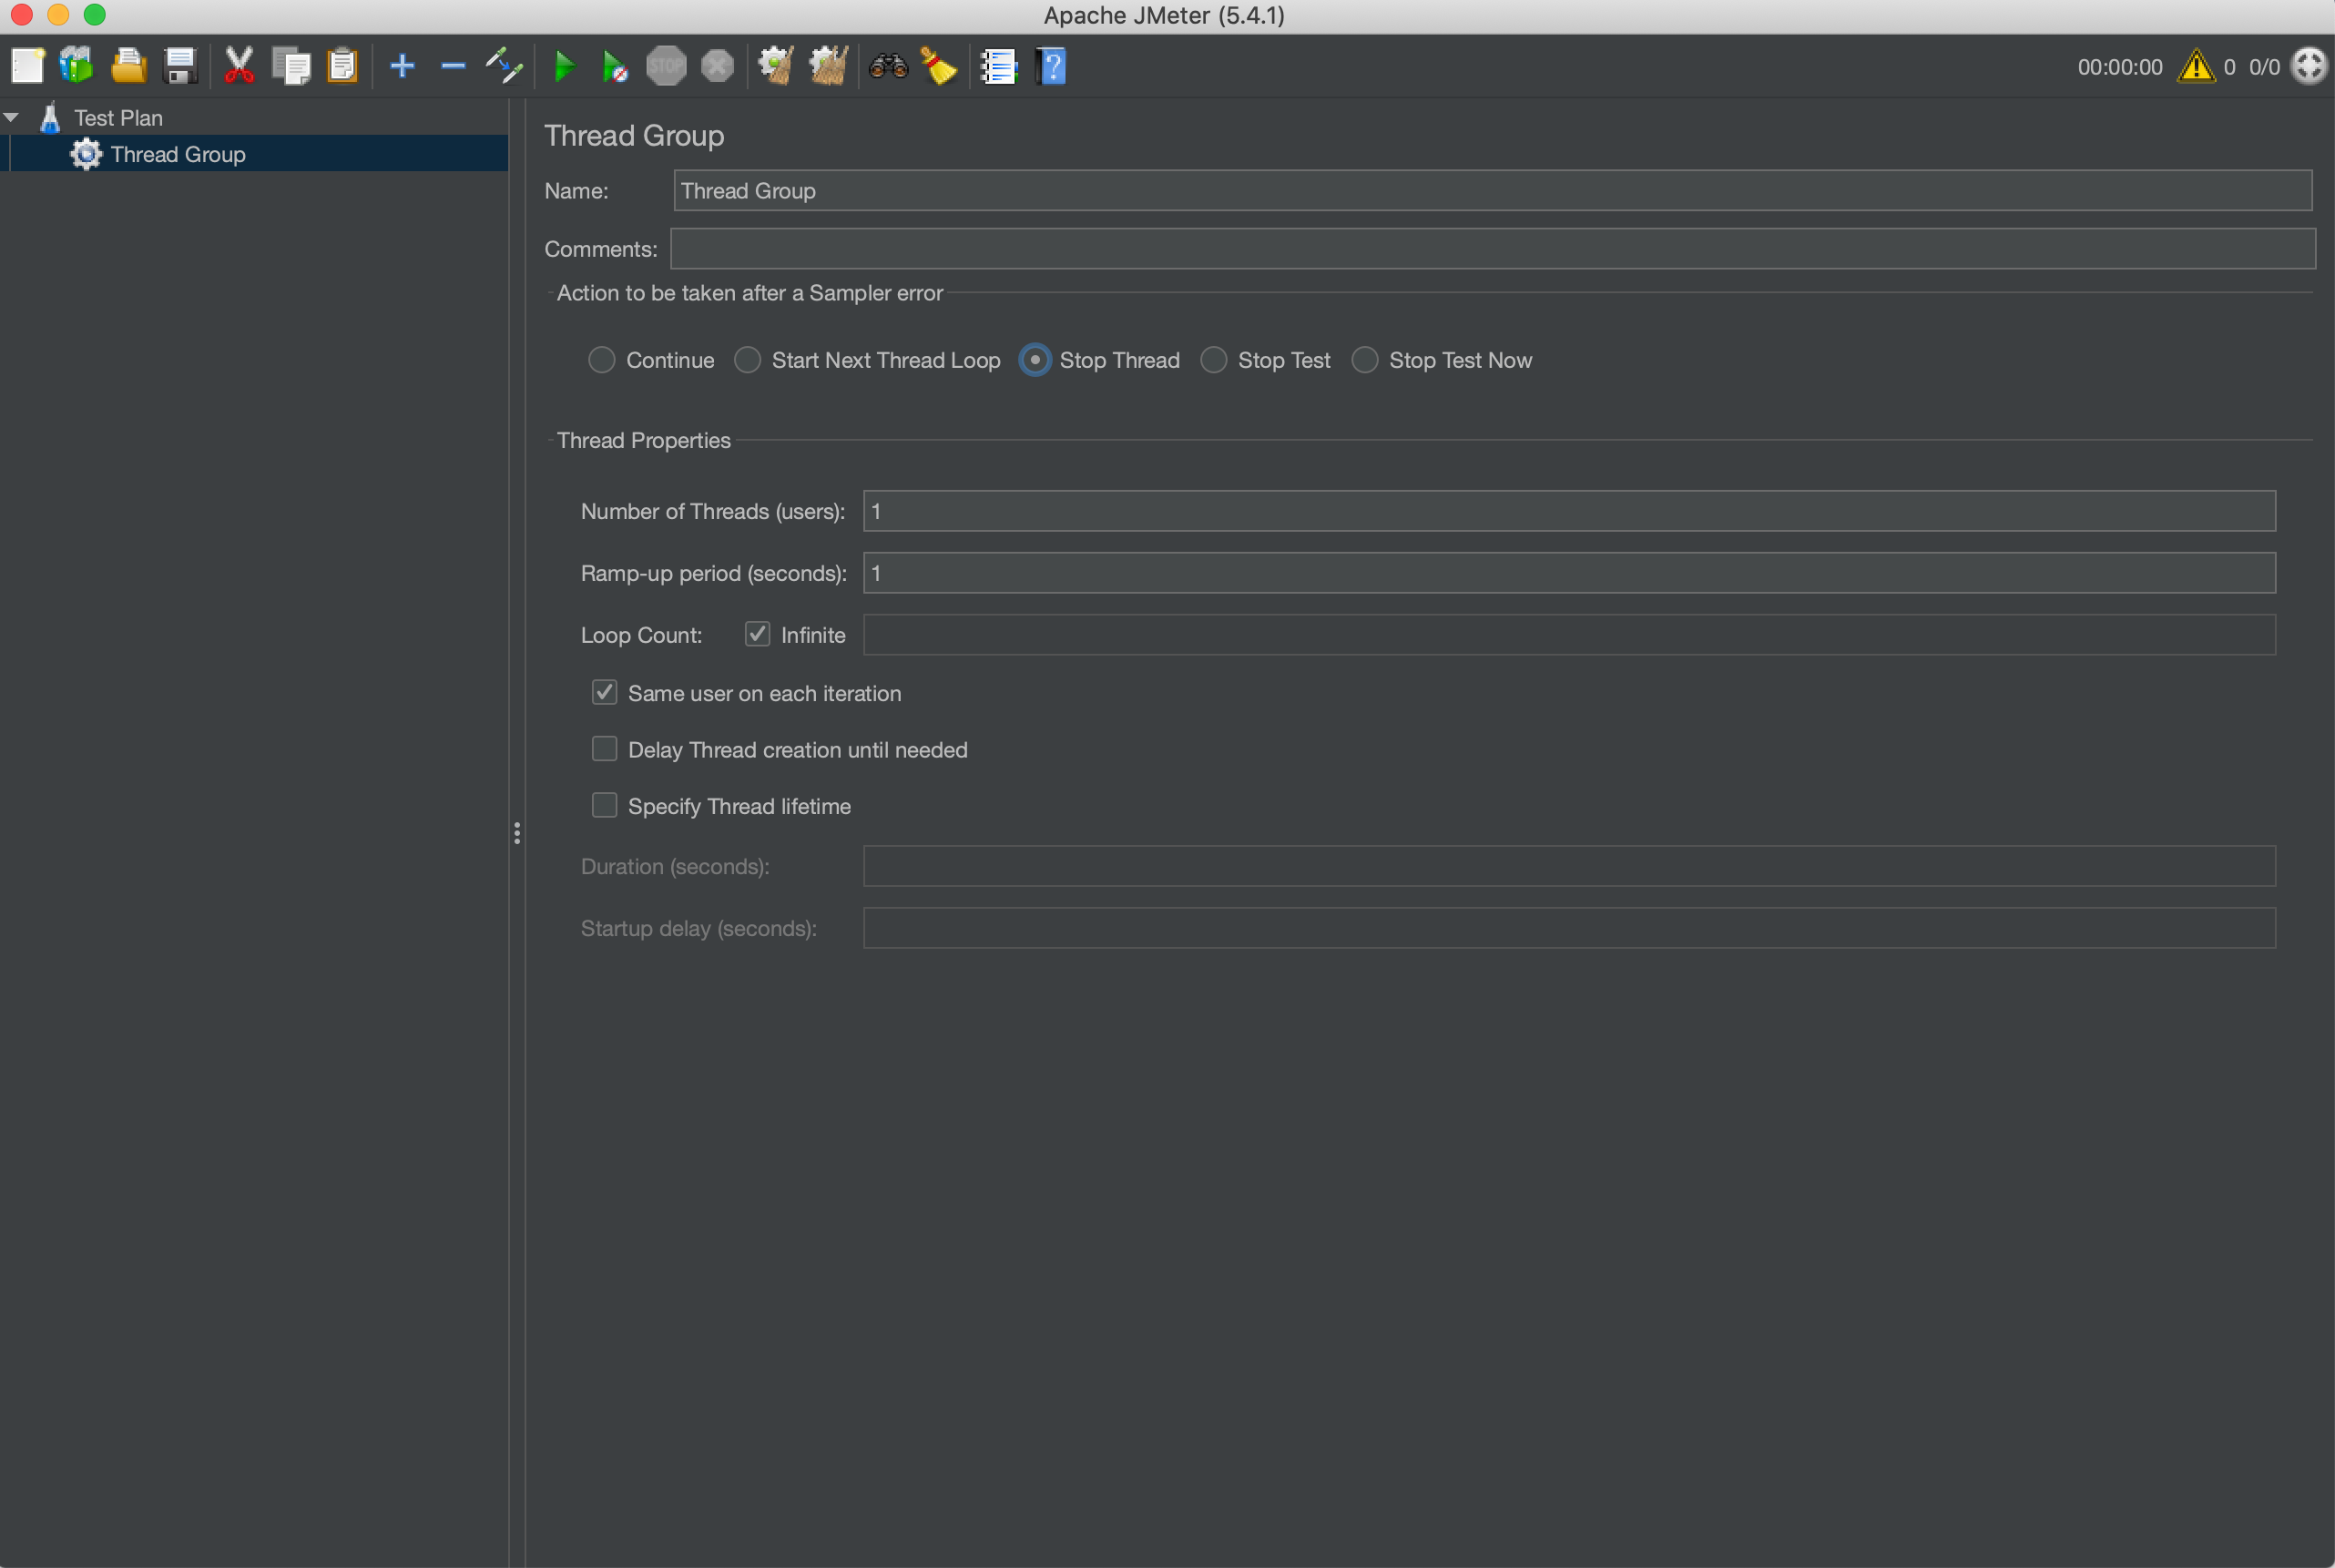 Apache JMeter (5.4.1)
STOP
00:00:00 0 0/0
Test Plan
Thread Group
Thread Group
Name: Thread Group
Comments:
Action to be taken after a Sampler error
Continue Start Next Thread Loop Stop Thread Stop Test Stop Test Now
Thread Properties
Number of Threads (users): 1
Ramp-up period (seconds): 1
Loop Count: Infinite
Same user on each iteration
Delay Thread creation until needed
Specify Thread lifetime
Duration (seconds):
Startup delay (seconds):